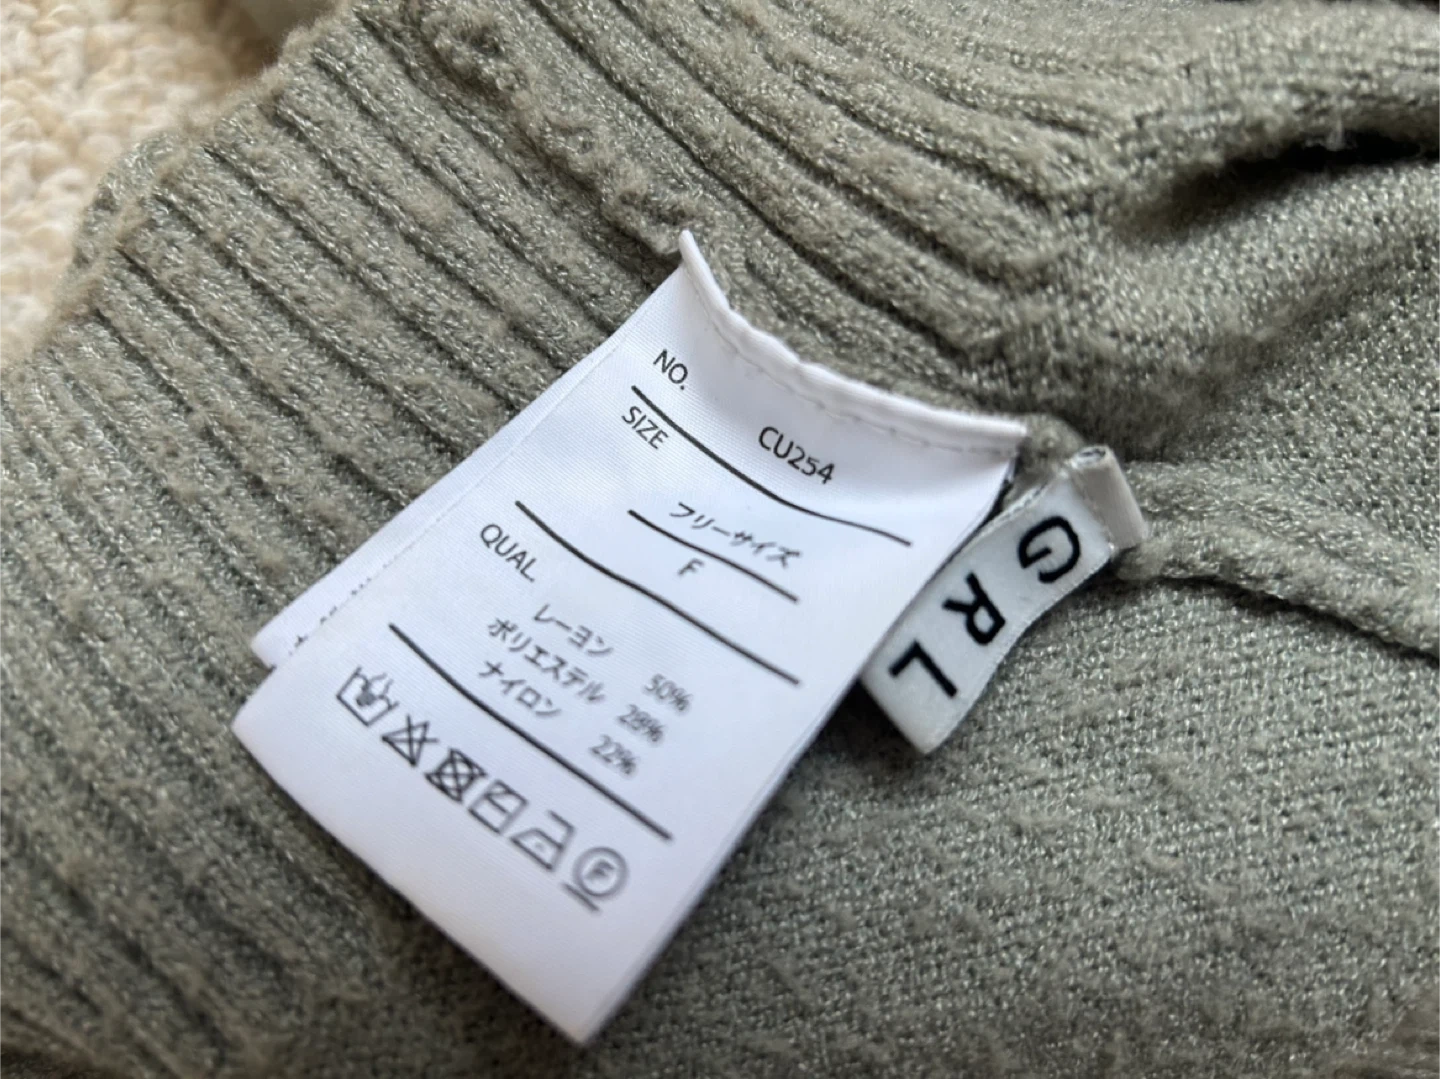 NO.
CU254
SIZE
フリーサイズ
F
QUAL.
レーヨン 50%
ポリエステル 28%
ナイロン 22%
F
GRL